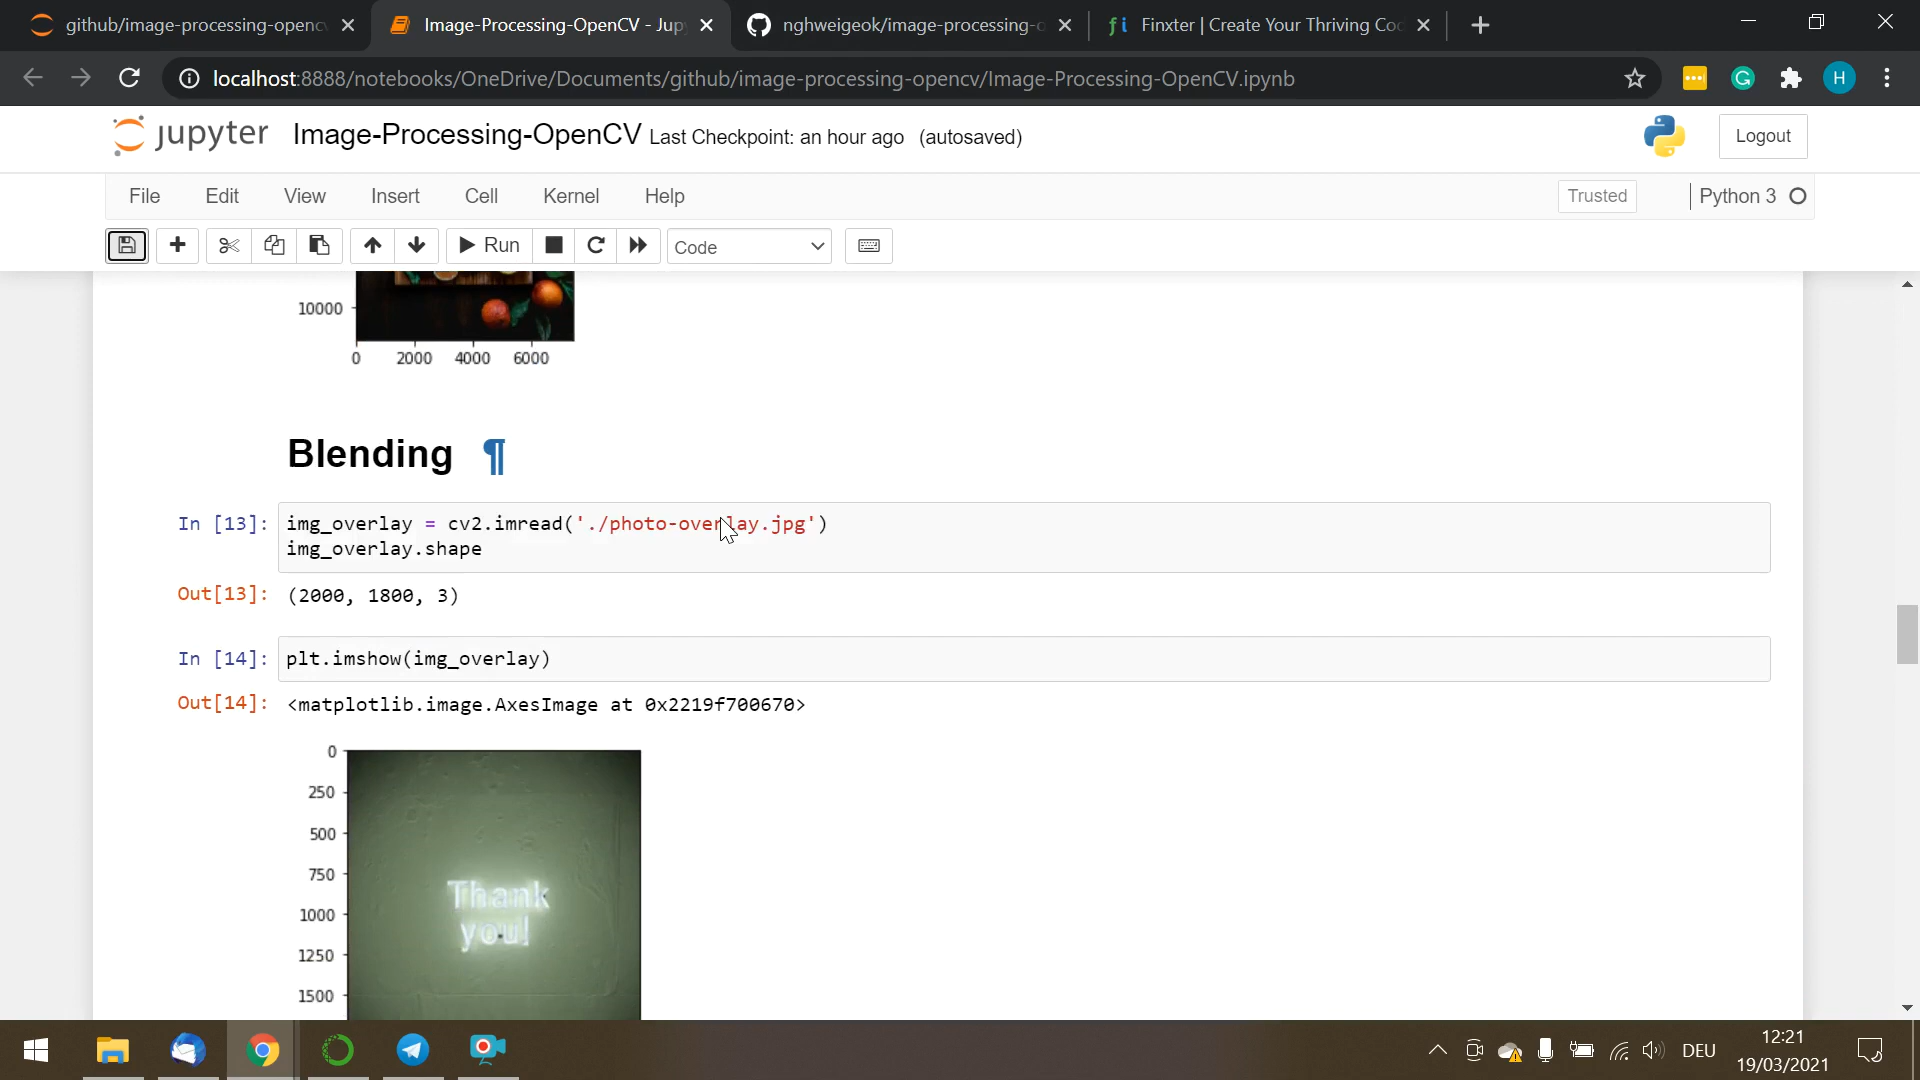 github/image-processing-openc
Image-Processing-OpenCV - Jup
nghweigeok/image-processing-o
Finxter | Create Your Thriving Coc
localhost:8888/notebooks/OneDrive/Documents/github/image-processing-opencv/Image-Processing-OpenCV.ipynb
H
jupyter Image-Processing-OpenCV Last Checkpoint: an hour ago (autosaved)
Logout
File Edit View Insert Cell Kernel Help
Trusted
Python 3
Run
Code
10000
0 2000 4000 6000
Blending ¶
In [13]: img_overlay = cv2.imread('./photo-overlay.jpg')
img_overlay.shape
Out[13]: (2000, 1800, 3)
In [14]: plt.imshow(img_overlay)
Out[14]: <matplotlib.image.AxesImage at 0x2219f700670>
0
250
500
750
1000
1250
1500
Thank
you!
DEU
12:21
19/03/2021